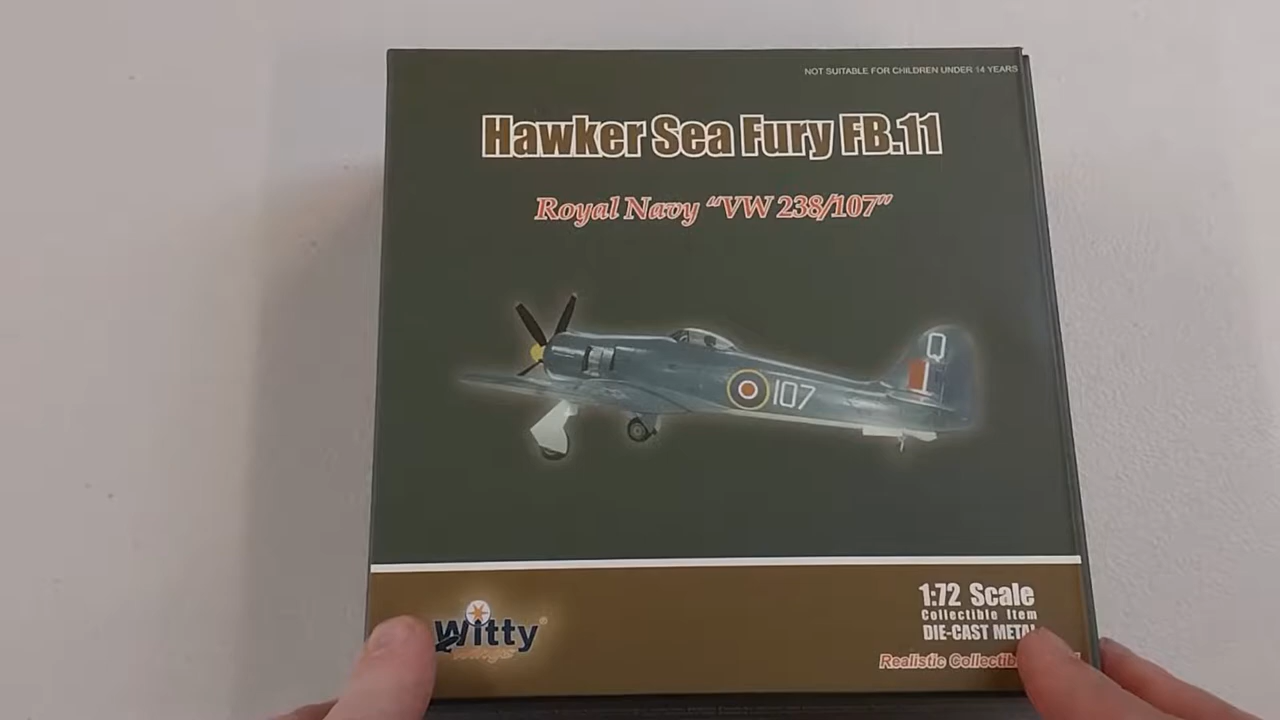 NOT SUITABLE FOR CHILDREN UNDER 14 YEARS
Hawker Sea Fury FB.11
Royal Navy "VW 238/107"
Q
107
1:72 Scale
Collectible Item
DIE-CAST METAL
Witty
Wings
Realistic